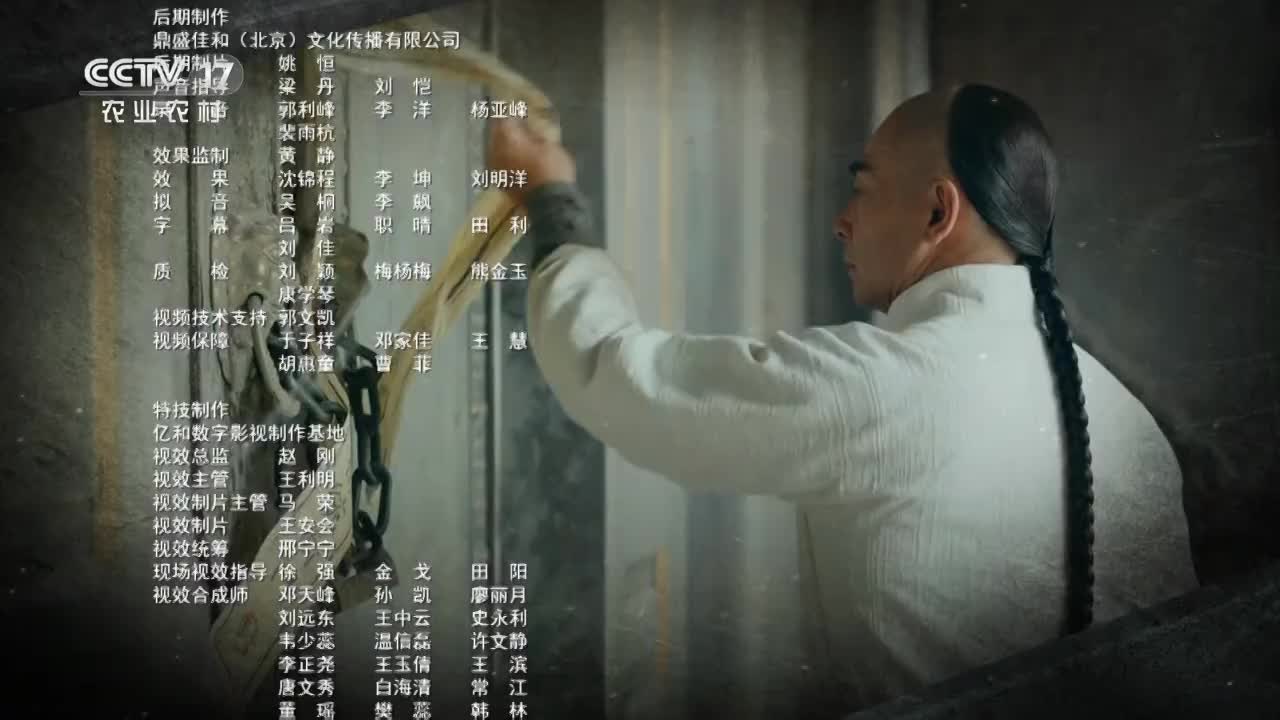 后期制作
鼎盛佳和（北京）文化传播有限公司
CCTV 17
农业农村
后期制片 姚 恒
声音指导 梁 丹 刘 恺
录 音 郭利峰 李 洋 杨亚峰
裴雨杭
效果监制 黄 静
效 果 沈锦程 李 坤 刘明洋
拟 音 吴 桐 李 飙
字 幕 吕 岩 职 晴 田 利
刘 佳
质 检 刘 颖 梅杨梅 熊金玉
康学琴
视频技术支持 郭文凯
视频保障 于子祥 邓家佳 王 慧
胡惠童 曹 菲
特技制作
亿和数字影视制作基地
视效总监 赵 刚
视效主管 王利明
视效制片主管 马 荣
视效制片 王安会
视效统筹 邢宁宁
现场视效指导 徐 强 金 戈 田 阳
视效合成师 邓天峰 孙 凯 廖丽月
刘远东 王中云 史永利
韦少蕊 温信磊 许文静
李正尧 王玉倩 王 滨
唐文秀 白海清 常 江
董 瑶 樊 蕊 韩 林